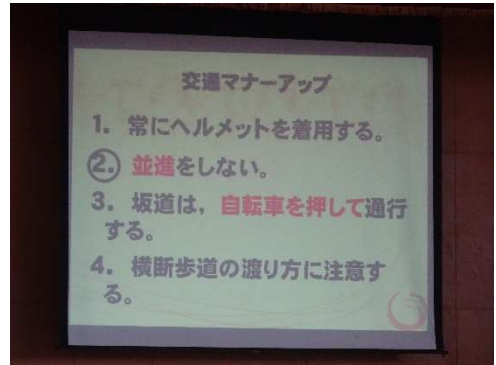 交通マナーアップ
1. 常にヘルメットを着用する。
2. 並進をしない。
3. 坂道は，自転車を押して通行
する。
4. 横断歩道の渡り方に注意す
る。